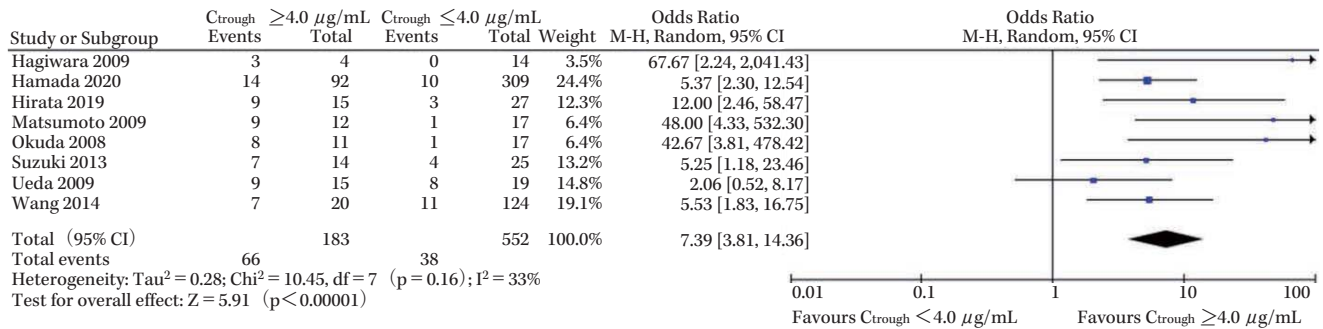 Ctrough ≥4.0 μg/mL Ctrough ≤4.0 μg/mL Odds Ratio Odds Ratio
Study or Subgroup Events Total Events Total Weight M-H, Random, 95% CI M-H, Random, 95% CI
Hagiwara 2009 3 4 0 14 3.5% 67.67 [2.24, 2,041.43]
Hamada 2020 14 92 10 309 24.4% 5.37 [2.30, 12.54]
Hirata 2019 9 15 3 27 12.3% 12.00 [2.46, 58.47]
Matsumoto 2009 9 12 1 17 6.4% 48.00 [4.33, 532.30]
Okuda 2008 8 11 1 17 6.4% 42.67 [3.81, 478.42]
Suzuki 2013 7 14 4 25 13.2% 5.25 [1.18, 23.46]
Ueda 2009 9 15 8 19 14.8% 2.06 [0.52, 8.17]
Wang 2014 7 20 11 124 19.1% 5.53 [1.83, 16.75]
Total (95% CI) 183 552 100.0% 7.39 [3.81, 14.36]
Total events 66 38
Heterogeneity: Tau² = 0.28; Chi² = 10.45, df = 7 (p = 0.16); I² = 33%
Test for overall effect: Z = 5.91 (p<0.00001)
0.01 0.1 1 10 100
Favours Ctrough <4.0 μg/mL Favours Ctrough ≥4.0 μg/mL